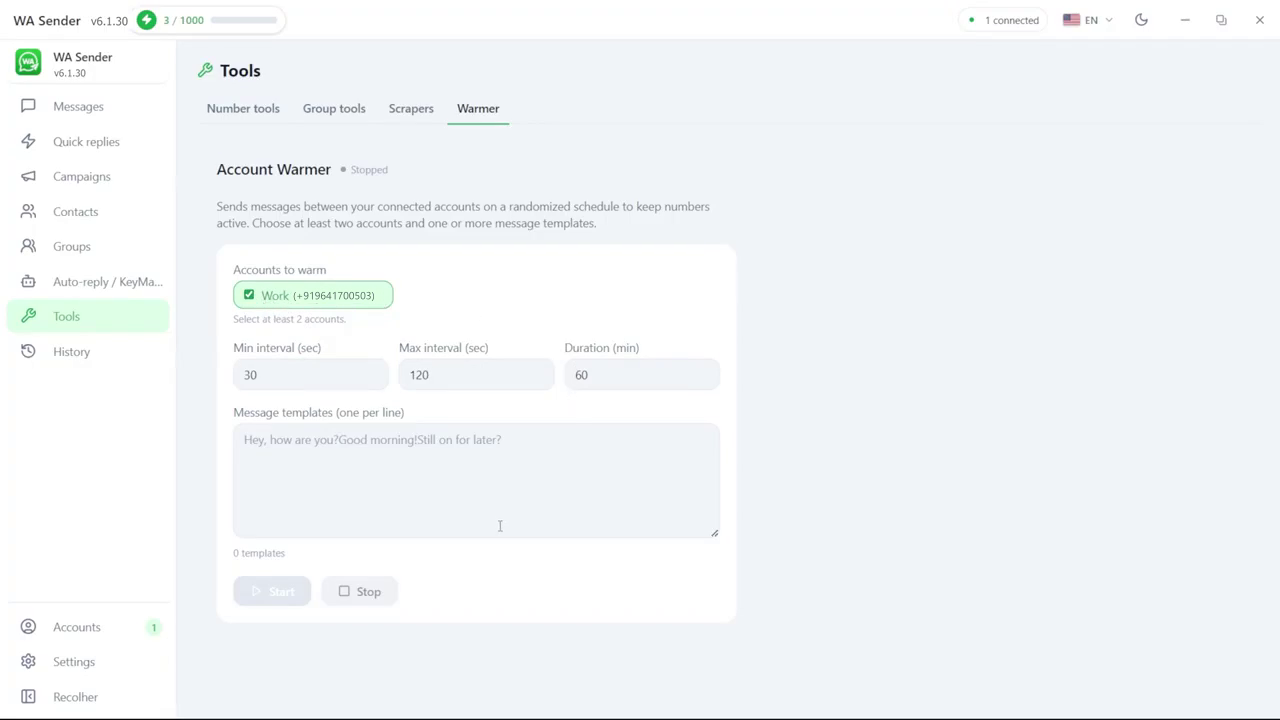 WA Sender v6.1.30 3 / 1000 1 connected EN
WA Sender
v6.1.30
Messages
Quick replies
Campaigns
Contacts
Groups
Auto-reply / KeyMa...
Tools
History
Accounts 1
Settings
Recolher
Tools
Number tools Group tools Scrapers Warmer
Account Warmer Stopped
Sends messages between your connected accounts on a randomized schedule to keep numbers
active. Choose at least two accounts and one or more message templates.
Accounts to warm
Work (+919641700503)
Select at least 2 accounts.
Min interval (sec) Max interval (sec) Duration (min)
30 120 60
Message templates (one per line)
Hey, how are you?Good morning!Still on for later?
0 templates
Start Stop